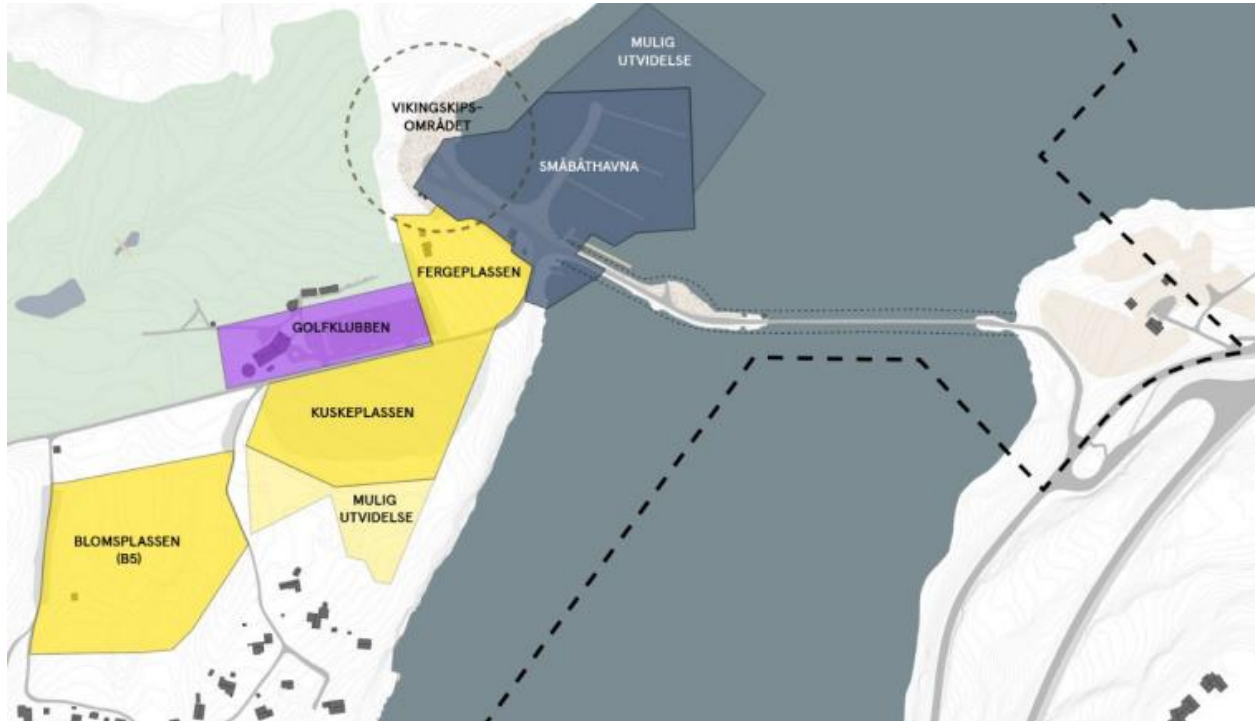 MULIG
UTVIDELSE
VIKINGSKIPS-
OMRÅDET
SMÅBÅTHAVNA
FERGEPLASSEN
GOLFKLUBBEN
KUSKEPLASSEN
MULIG
UTVIDELSE
BLOMSPLASSEN
(B5)